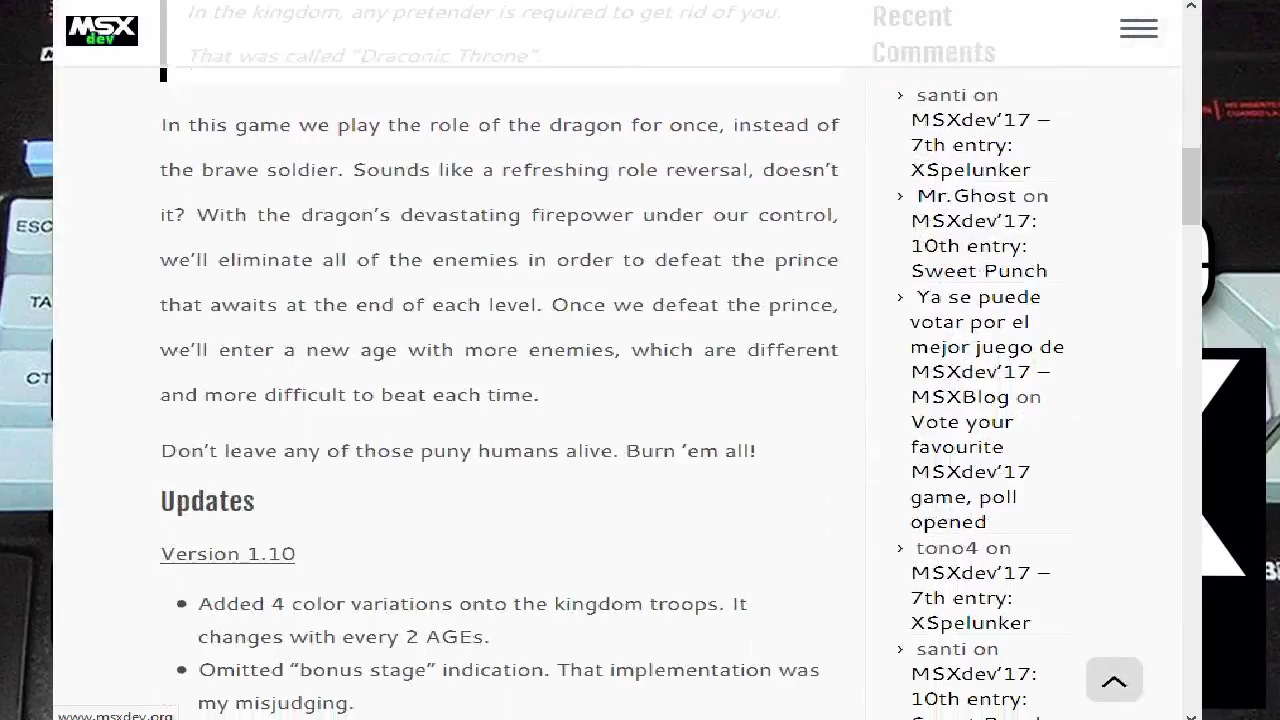 MSX
dev
In the kingdom, any pretender is required to get rid of you.
That was called “Draconic Throne”.
In this game we play the role of the dragon for once, instead of
the brave soldier. Sounds like a refreshing role reversal, doesn’t
it? With the dragon’s devastating firepower under our control,
we’ll eliminate all of the enemies in order to defeat the prince
that awaits at the end of each level. Once we defeat the prince,
we’ll enter a new age with more enemies, which are different
and more difficult to beat each time.
Don’t leave any of those puny humans alive. Burn ’em all!
Updates
Version 1.10
Added 4 color variations onto the kingdom troops. It
changes with every 2 AGEs.
Omitted “bonus stage” indication. That implementation was
my misjudging.
Recent
Comments
santi on
MSXdev’17 –
7th entry:
XSpelunker
Mr.Ghost on
MSXdev’17:
10th entry:
Sweet Punch
Ya se puede
votar por el
mejor juego de
MSXdev’17 –
MSXBlog on
Vote your
favourite
MSXdev’17
game, poll
opened
tono4 on
MSXdev’17 –
7th entry:
XSpelunker
santi on
MSXdev’17:
10th entry:
www.msxdev.org
ESC
TA
CT